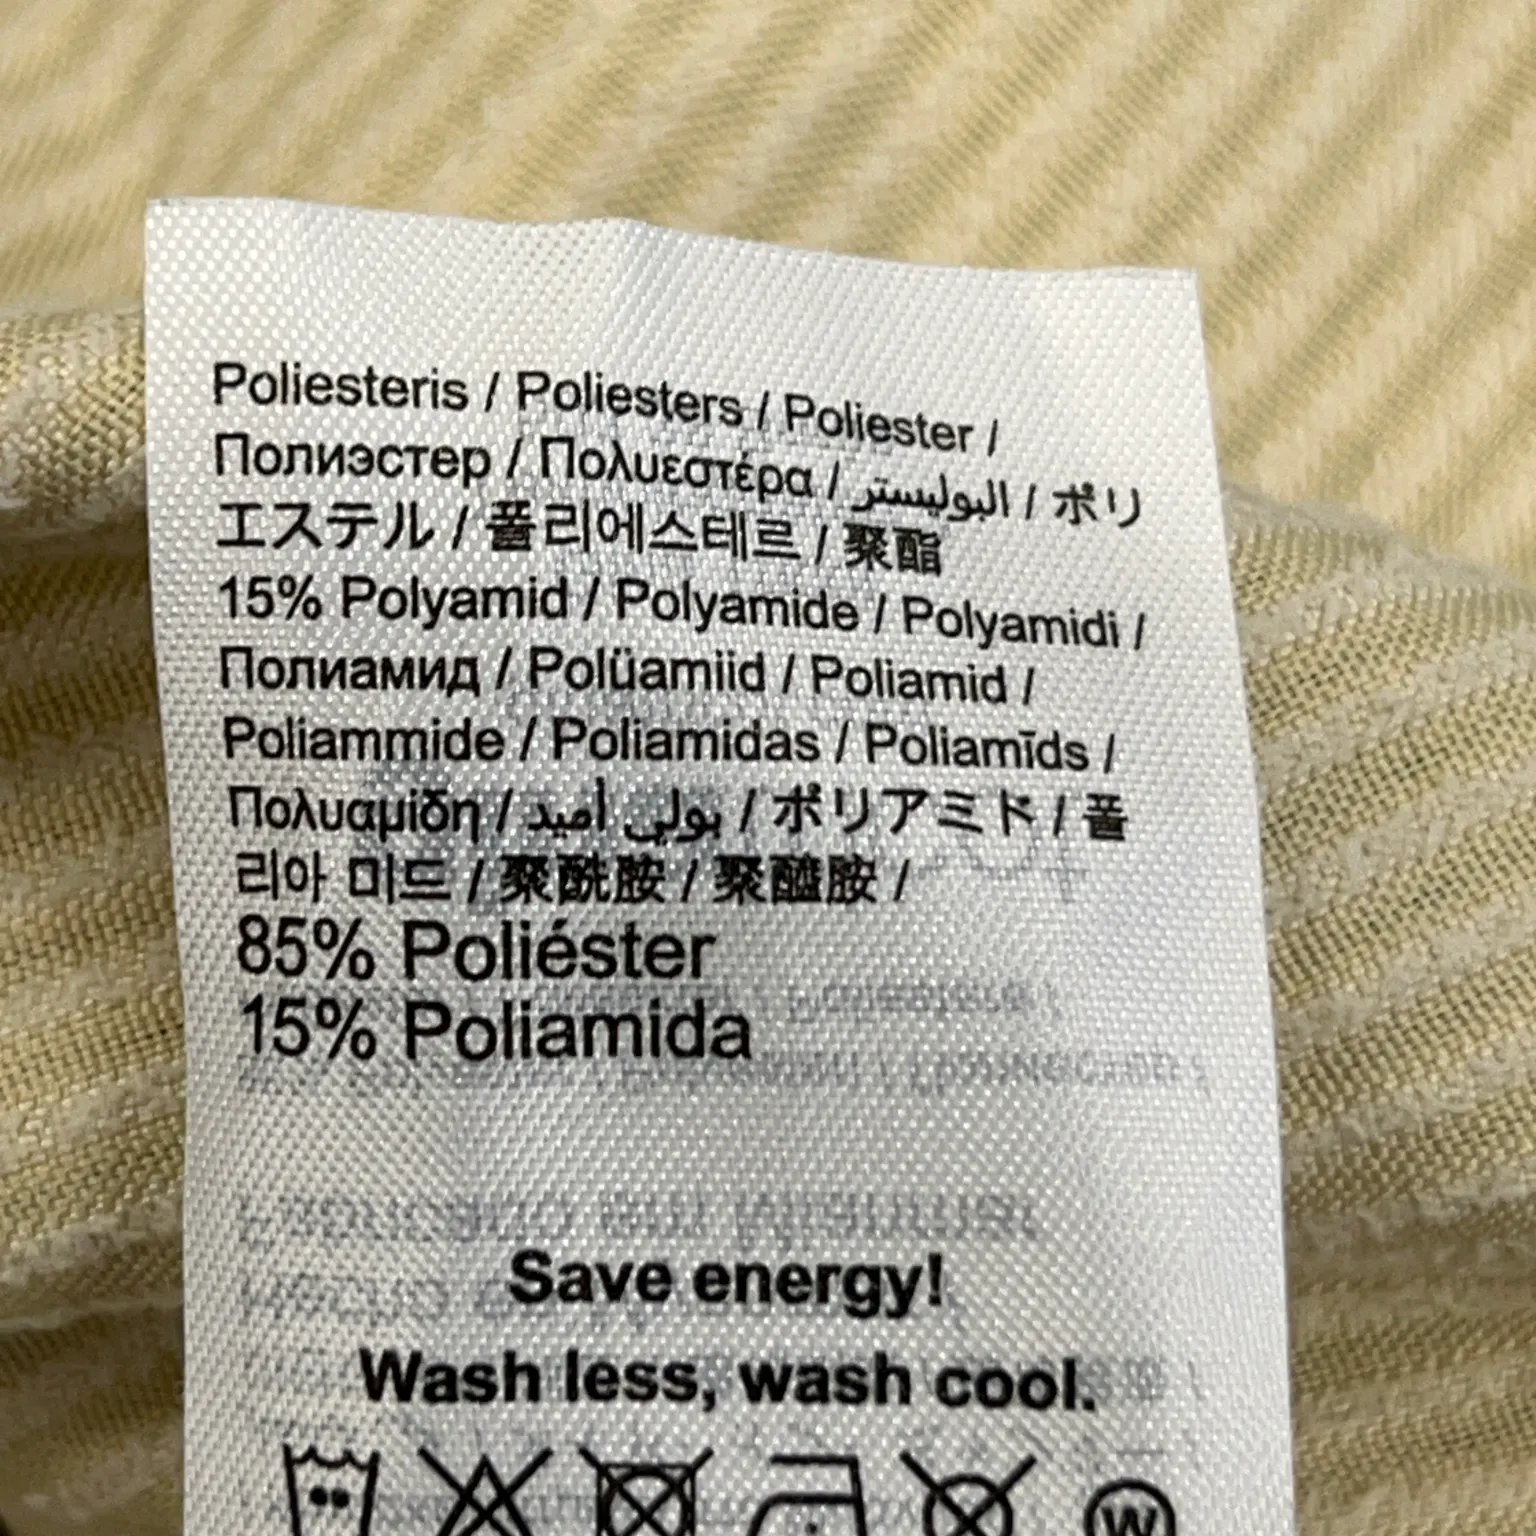 Poliesteris / Poliesters / Poliester /
Полиэстер / Πολυεστέρα / البوليستر / ポリ
エステル / 폴리에스테르 / 聚酯
15% Polyamid / Polyamide / Polyamidi /
Полиамид / Polüamiid / Poliamid /
Poliammide / Poliamidas / Poliamīds /
Πολυαμίδη / بولي أميد / ポリアミド / 폴
리아 미드 / 聚酰胺 / 聚醯胺 /
85% Poliéster
15% Poliamida
Save energy!
Wash less, wash cool.
W